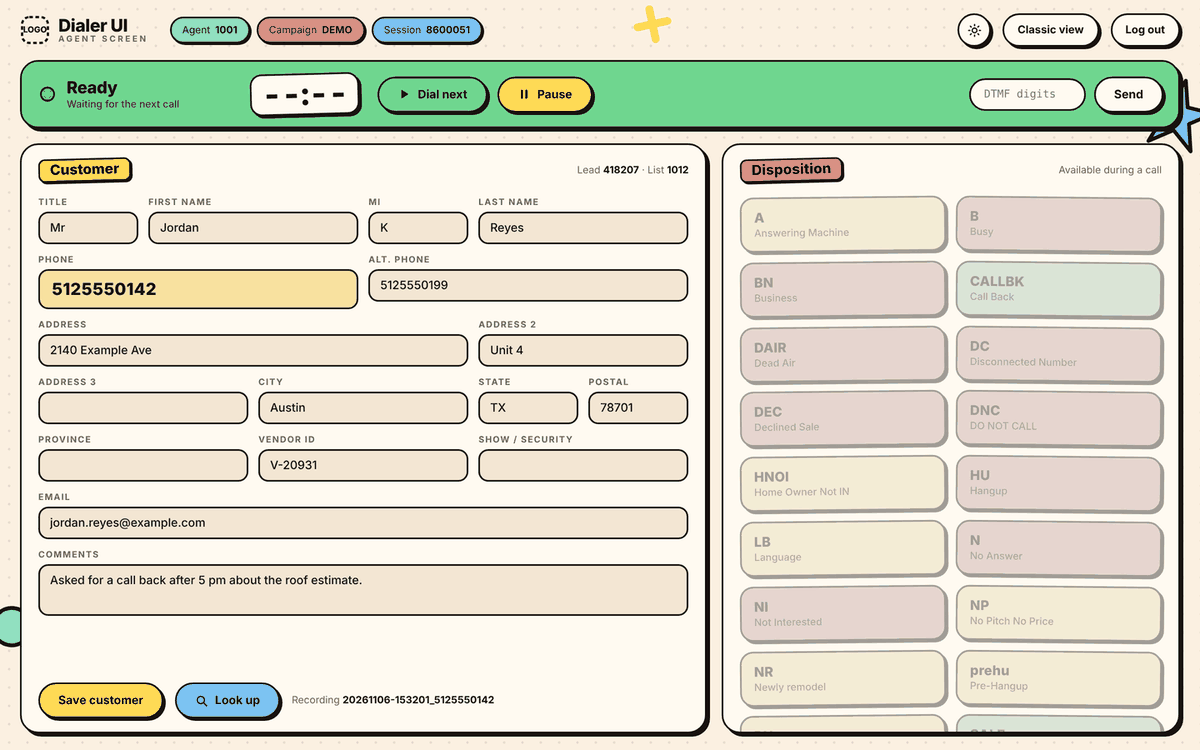 LOGO Dialer UI
AGENT SCREEN
Agent 1001
Campaign DEMO
Session 8600051
Classic view
Log out
Ready
Waiting for the next call
--:--
Dial next
Pause
DTMF digits
Send
Customer
Lead 418207 · List 1012
TITLE
FIRST NAME
MI
LAST NAME
Mr
Jordan
K
Reyes
PHONE
ALT. PHONE
5125550142
5125550199
ADDRESS
ADDRESS 2
2140 Example Ave
Unit 4
ADDRESS 3
CITY
STATE
POSTAL
Austin
TX
78701
PROVINCE
VENDOR ID
SHOW / SECURITY
V-20931
EMAIL
jordan.reyes@example.com
COMMENTS
Asked for a call back after 5 pm about the roof estimate.
Save customer
Look up
Recording 20261106-153201_5125550142
Disposition
Available during a call
A
Answering Machine
B
Busy
BN
Business
CALLBK
Call Back
DAIR
Dead Air
DC
Disconnected Number
DEC
Declined Sale
DNC
DO NOT CALL
HNOI
Home Owner Not IN
HU
Hangup
LB
Language
N
No Answer
NI
Not Interested
NP
No Pitch No Price
NR
Newly remodel
prehu
Pre-Hangup